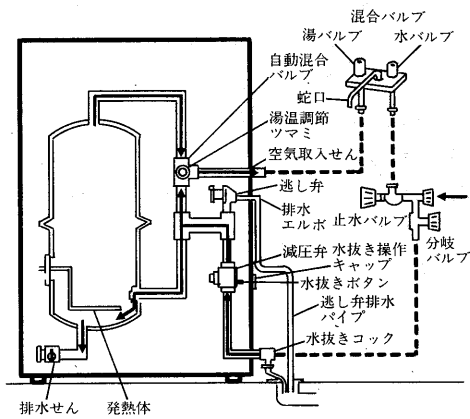 混合バルブ
湯バルブ
水バルブ
自動混合
バルブ
蛇口
湯温調節
ツマミ
空気取入せん
逃し弁
排水
エルボ
止水バルブ
分岐
バルブ
減圧弁
水抜き操作
キャップ
水抜きボタン
逃し弁排水
パイプ
水抜きコック
排水せん
発熱体